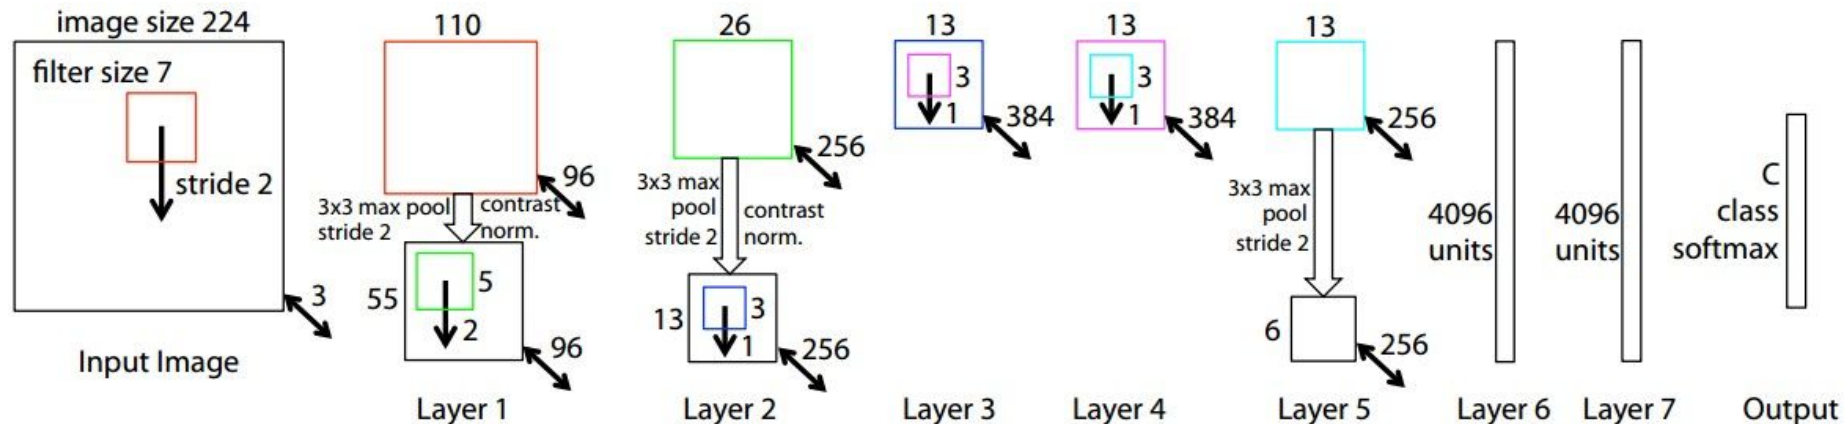 image size 224
filter size 7
stride 2
3
Input Image
110
96
3x3 max pool
stride 2
contrast
norm.
55
5
2
96
Layer 1
26
256
3x3 max
pool
stride 2
contrast
norm.
13
3
1
256
Layer 2
13
3
1
384
Layer 3
13
3
1
384
Layer 4
13
256
3x3 max
pool
stride 2
6
256
Layer 5
4096
units
Layer 6
4096
units
Layer 7
C
class
softmax
Output